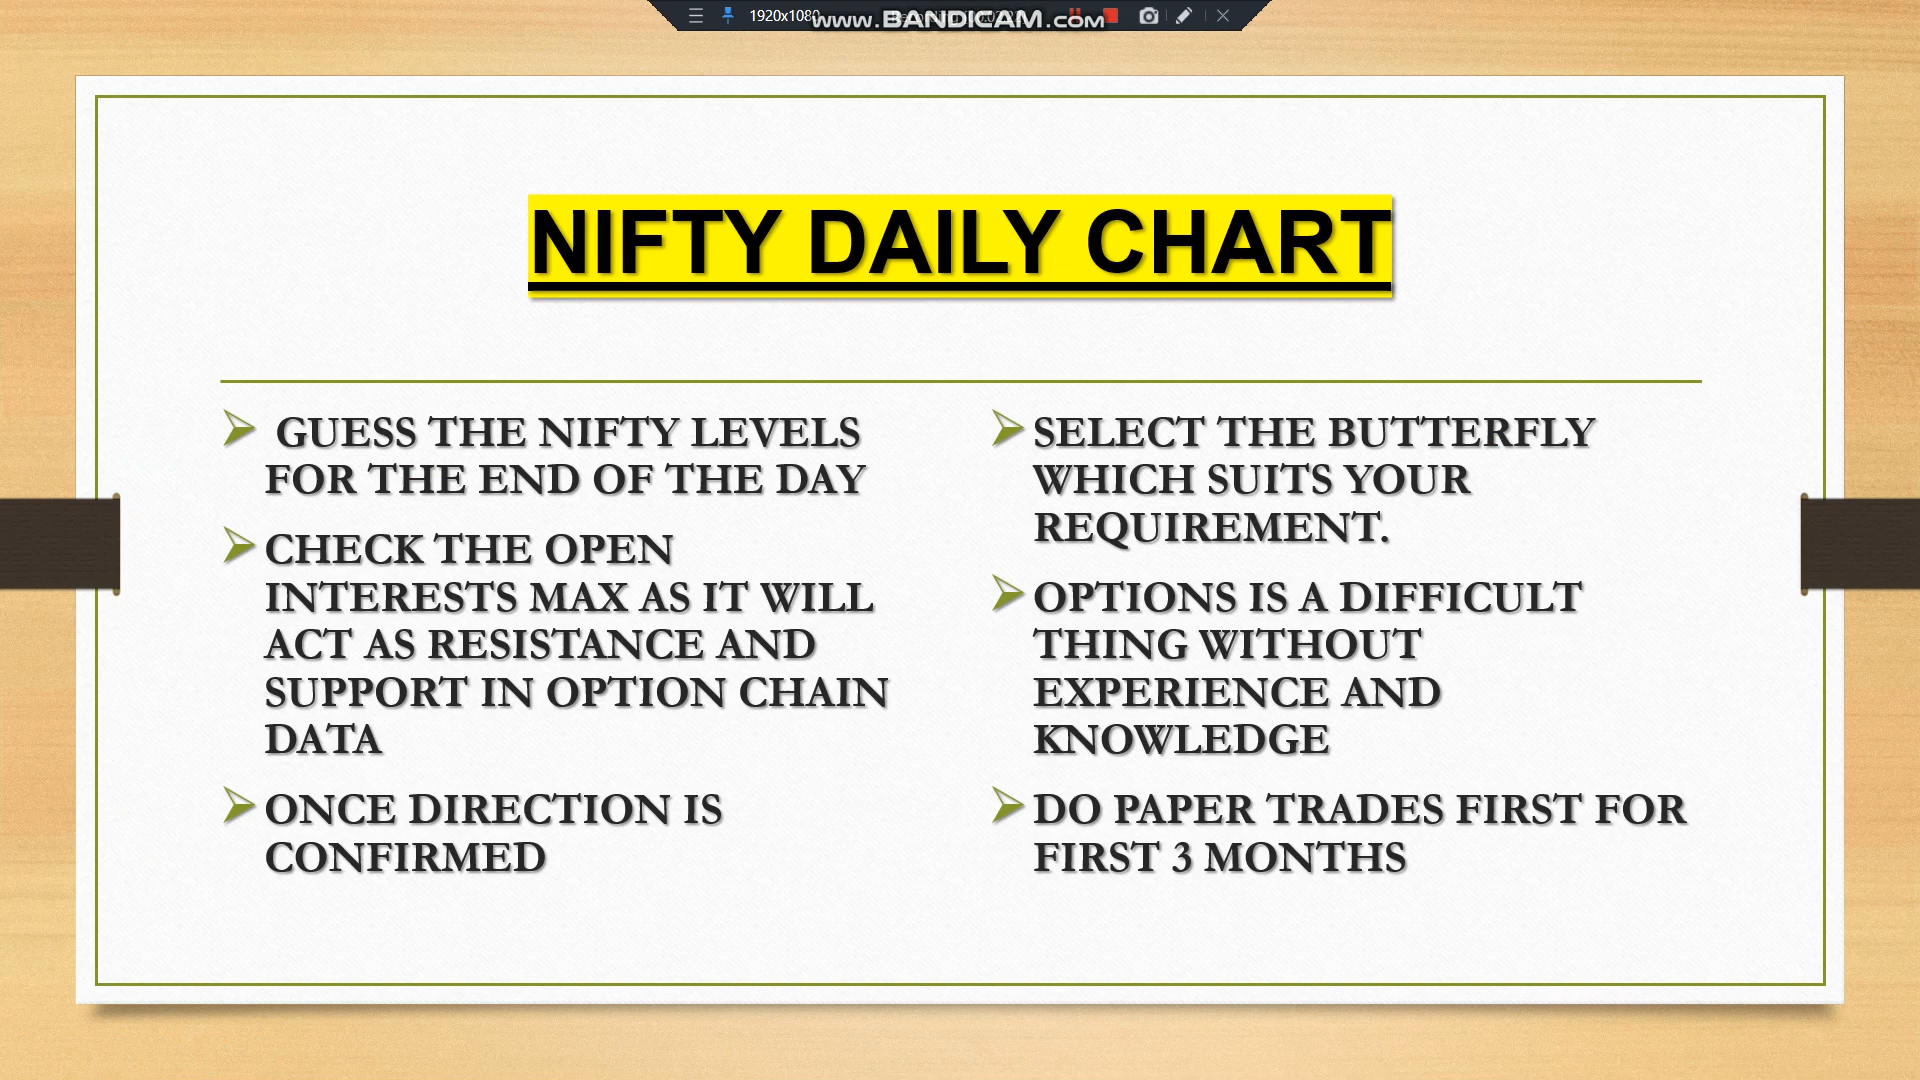 1920x1080
www.BANDICAM.com
NIFTY DAILY CHART
GUESS THE NIFTY LEVELS
FOR THE END OF THE DAY
CHECK THE OPEN
INTERESTS MAX AS IT WILL
ACT AS RESISTANCE AND
SUPPORT IN OPTION CHAIN
DATA
ONCE DIRECTION IS
CONFIRMED
SELECT THE BUTTERFLY
WHICH SUITS YOUR
REQUIREMENT.
OPTIONS IS A DIFFICULT
THING WITHOUT
EXPERIENCE AND
KNOWLEDGE
DO PAPER TRADES FIRST FOR
FIRST 3 MONTHS